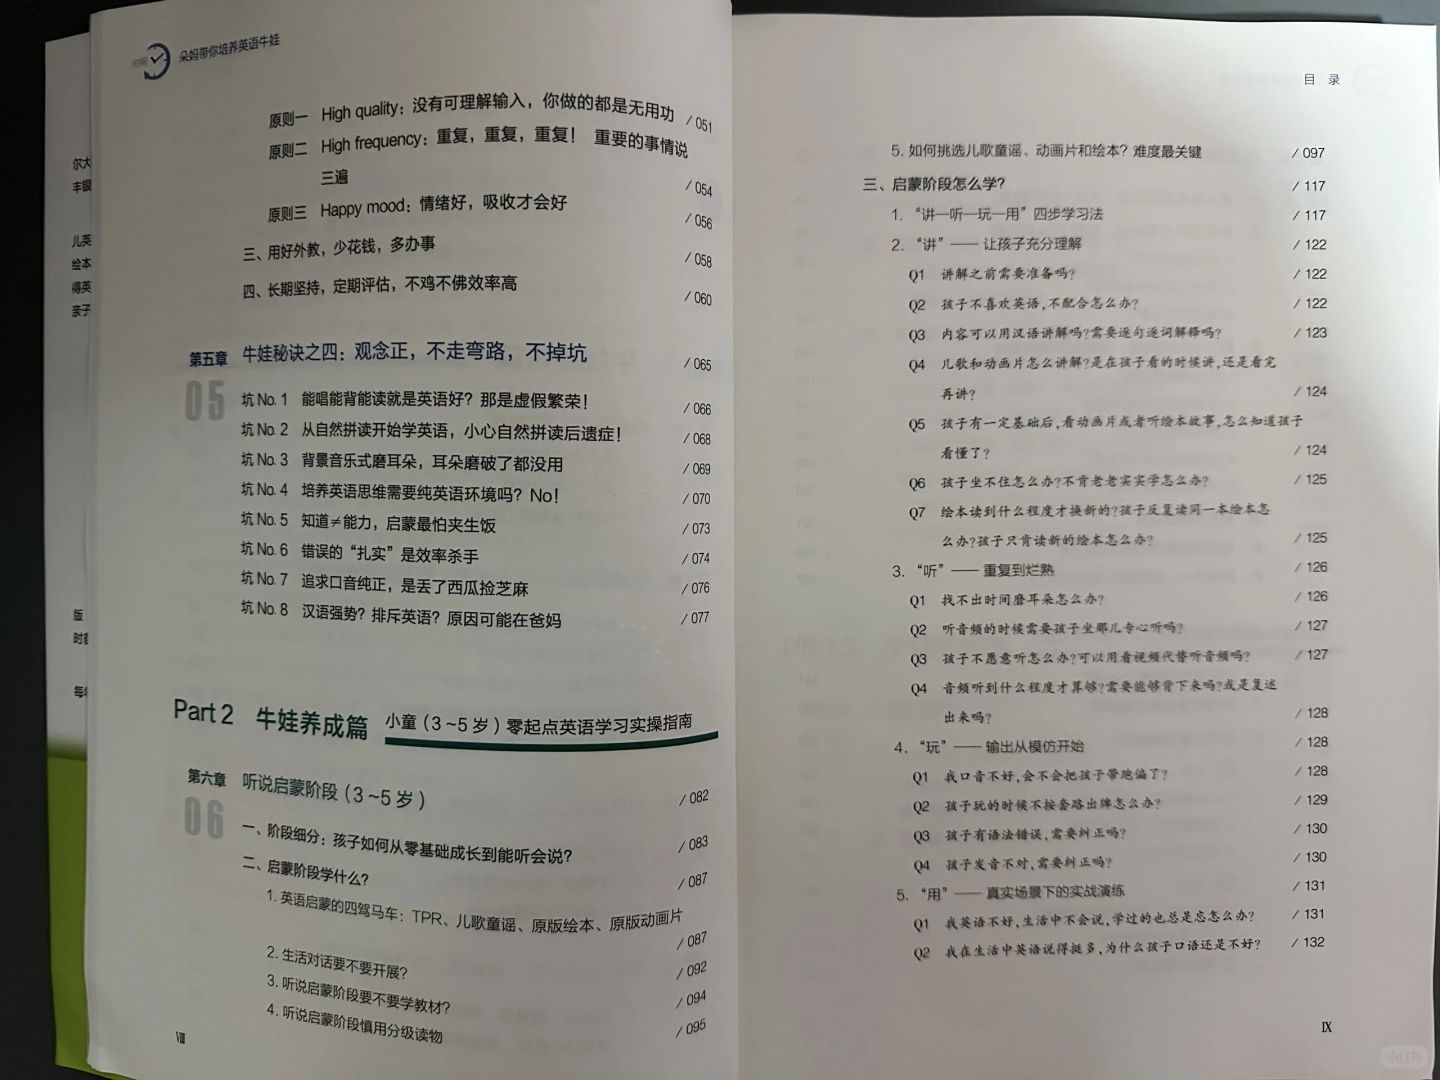 朵妈带你培养英语牛娃
原则一 High quality：没有可理解输入，你做的都是无用功 / 051
原则二 High frequency：重复，重复，重复！ 重要的事情说
三遍 / 054
原则三 Happy mood：情绪好，吸收才会好 / 056
三、用好外教，少花钱，多办事 / 058
四、长期坚持，定期评估，不鸡不佛效率高 / 060
第五章 牛娃秘诀之四：观念正，不走弯路，不掉坑 / 065
05
坑 No. 1 能唱能背能读就是英语好？那是虚假繁荣！ / 066
坑 No. 2 从自然拼读开始学英语，小心自然拼读后遗症！ / 068
坑 No. 3 背景音乐式磨耳朵，耳朵磨破了都没用 / 069
坑 No. 4 培养英语思维需要纯英语环境吗？No！ / 070
坑 No. 5 知道≠能力，启蒙最怕夹生饭 / 073
坑 No. 6 错误的“扎实”是效率杀手 / 074
坑 No. 7 追求口音纯正，是丢了西瓜捡芝麻 / 076
坑 No. 8 汉语强势？排斥英语？原因可能在爸妈 / 077
Part 2 牛娃养成篇 小童（3 ~5 岁）零起点英语学习实操指南
第六章 听说启蒙阶段（3 ~5 岁） / 082
06
一、阶段细分：孩子如何从零基础成长到能听会说？ / 083
二、启蒙阶段学什么？ / 087
1. 英语启蒙的四驾马车：TPR、儿歌童谣、原版绘本、原版动画片
/ 087
2. 生活对话要不要开展？ / 092
3. 听说启蒙阶段要不要学教材？ / 094
4. 听说启蒙阶段慎用分级读物 / 095
Ⅷ
尔大
丰银
儿英
绘本
得英
亲子
版
每
目 录
5. 如何挑选儿歌童谣、动画片和绘本？难度最关键 / 097
三、启蒙阶段怎么学？ / 117
1. “讲—听—玩—用”四步学习法 / 117
2. “讲”—— 让孩子充分理解 / 122
Q1 讲解之前需要准备吗？ / 122
Q2 孩子不喜欢英语，不配合怎么办？ / 122
Q3 内容可以用汉语讲解吗？需要逐句逐词解释吗？ / 123
Q4 儿歌和动画片怎么讲解？是在孩子看的时候讲，还是看完
再讲？ / 124
Q5 孩子有一定基础后，看动画片或者听绘本故事，怎么知道孩子
看懂了？ / 124
Q6 孩子坐不住怎么办？不肯老老实实学怎么办？ / 125
Q7 绘本读到什么程度才换新的？孩子反复读同一本绘本怎
么办？孩子只肯读新的绘本怎么办？ / 125
3. “听”—— 重复到烂熟 / 126
Q1 找不出时间磨耳朵怎么办？ / 126
Q2 听音频的时候需要孩子坐那儿专心听吗？ / 127
Q3 孩子不愿意听怎么办？可以用看视频代替听音频吗？ / 127
Q4 音频听到什么程度才算够？需要能够背下来吗？或是复述
出来吗？ / 128
4. “玩”—— 输出从模仿开始 / 128
Q1 我口音不好，会不会把孩子带跑偏了？ / 128
Q2 孩子玩的时候不按套路出牌怎么办？ / 129
Q3 孩子有语法错误，需要纠正吗？ / 130
Q4 孩子发音不对，需要纠正吗？ / 130
5. “用”—— 真实场景下的实战演练 / 131
Q1 我英语不好，生活中不会说，学过的也总是忘怎么办？ / 131
Q2 我在生活中英语说得挺多，为什么孩子口语还是不好？ / 132
Ⅸ
小红书